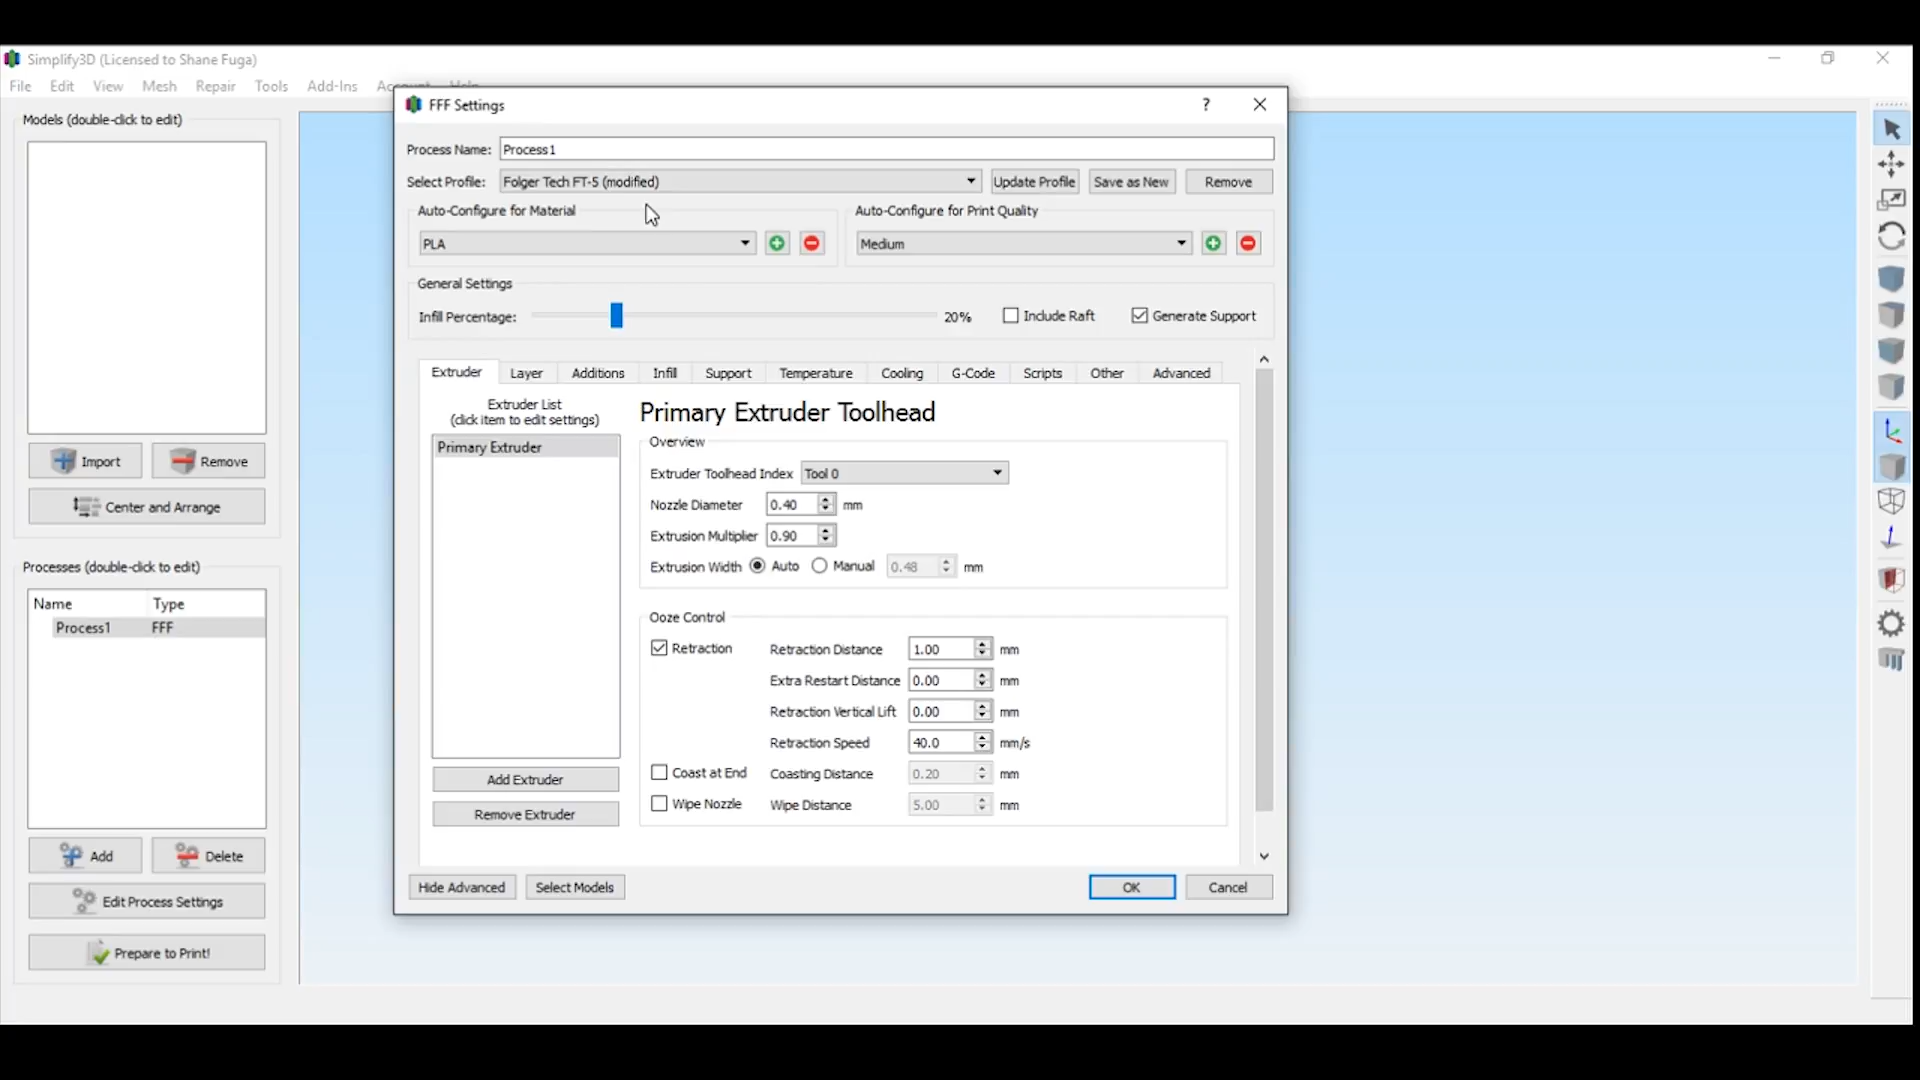 Simplify3D (Licensed to Shane Fuga)
File Edit View Mesh Repair Tools Add-Ins Account Help
Models (double-click to edit)
Import Remove
Center and Arrange
Processes (double-click to edit)
Name Type
Process1 FFF
Add Delete
Edit Process Settings
Prepare to Print!
FFF Settings ?
Process Name: Process1
Select Profile: Folger Tech FT-5 (modified) Update Profile Save as New Remove
Auto-Configure for Material Auto-Configure for Print Quality
PLA Medium
General Settings
Infill Percentage: 20% Include Raft Generate Support
Extruder Layer Additions Infill Support Temperature Cooling G-Code Scripts Other Advanced
Extruder List
(click item to edit settings)
Primary Extruder
Add Extruder
Remove Extruder
Primary Extruder Toolhead
Overview
Extruder Toolhead Index Tool 0
Nozzle Diameter 0.40 mm
Extrusion Multiplier 0.90
Extrusion Width Auto Manual 0.48 mm
Ooze Control
Retraction Retraction Distance 1.00 mm
Extra Restart Distance 0.00 mm
Retraction Vertical Lift 0.00 mm
Retraction Speed 40.0 mm/s
Coast at End Coasting Distance 0.20 mm
Wipe Nozzle Wipe Distance 5.00 mm
Hide Advanced Select Models OK Cancel